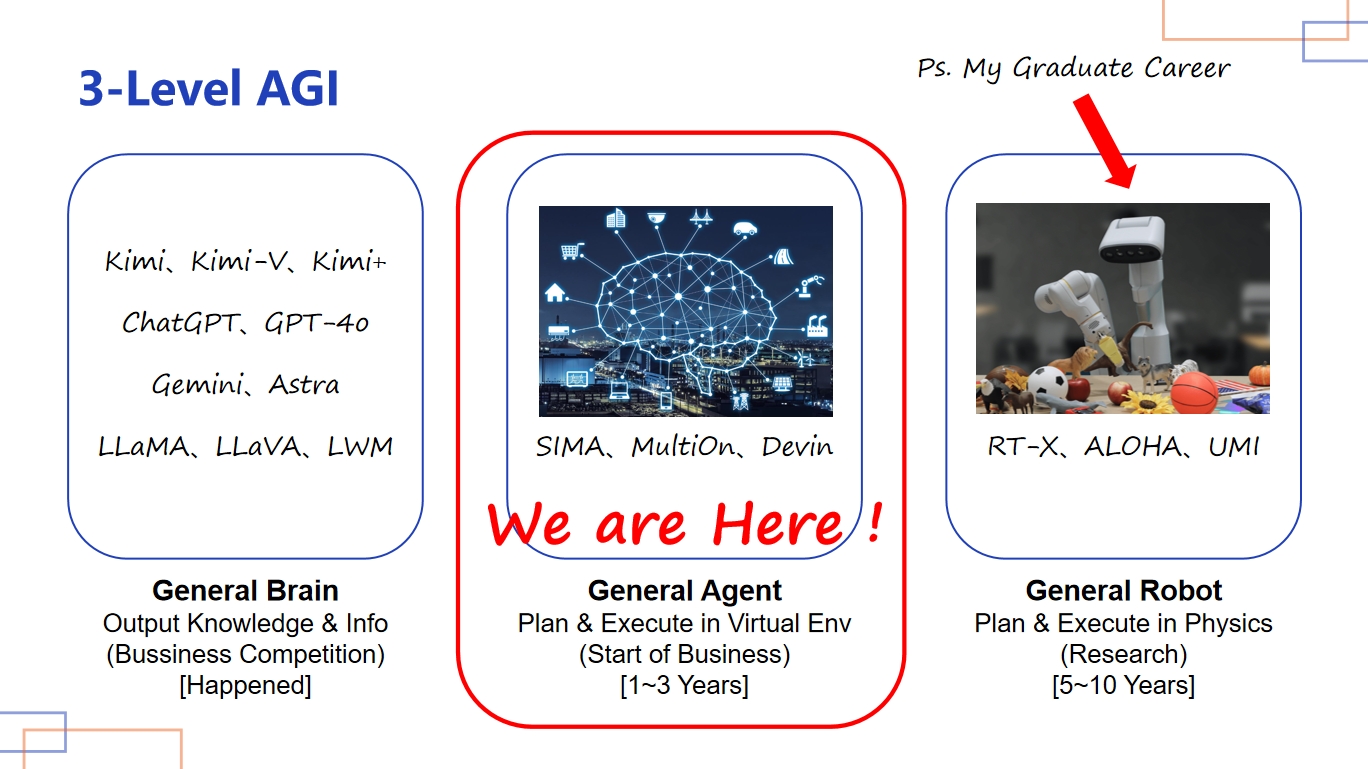 3-Level AGI
Ps. My Graduate Career
Kimi、Kimi-V、Kimi+
ChatGPT、GPT-4o
Gemini、Astra
LLaMA、LLaVA、LWM
General Brain
Output Knowledge & Info
(Bussiness Competition)
[Happened]
SIMA、MultiOn、Devin
We are Here !
General Agent
Plan & Execute in Virtual Env
(Start of Business)
[1~3 Years]
RT-X、ALOHA、UMI
General Robot
Plan & Execute in Physics
(Research)
[5~10 Years]